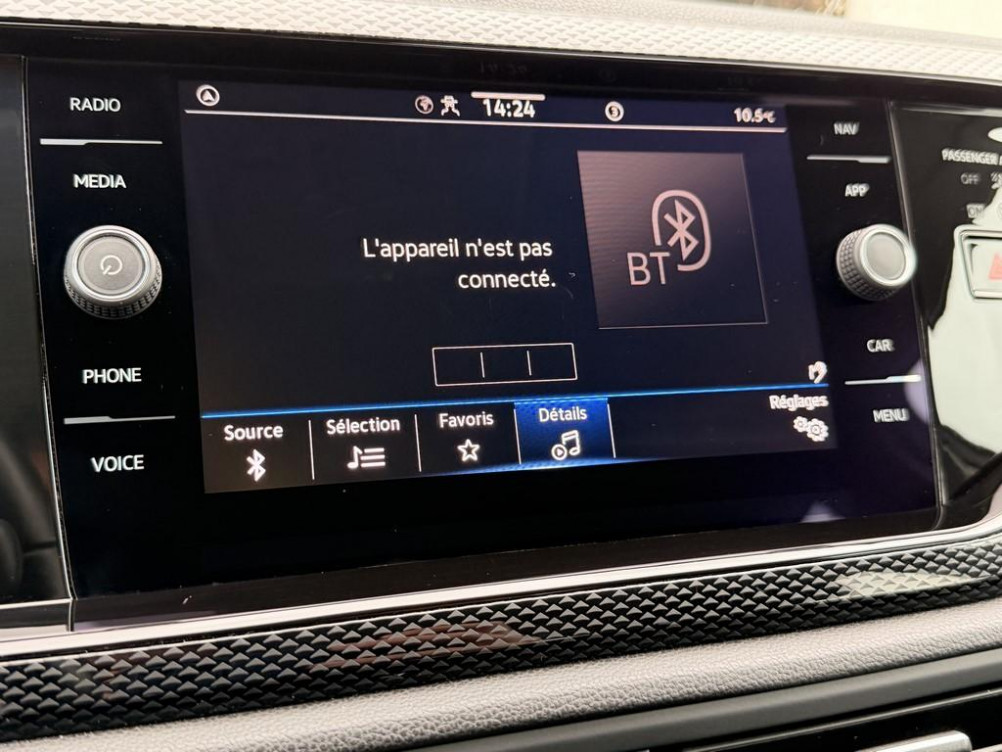 RADIO
MEDIA
PHONE
VOICE
14:24
3
10.5°C
L'appareil n'est pas
connecté.
BT
Source
Sélection
Favoris
Détails
Réglages
NAV
APP
CAR
MENU
PASSENGER
OFF